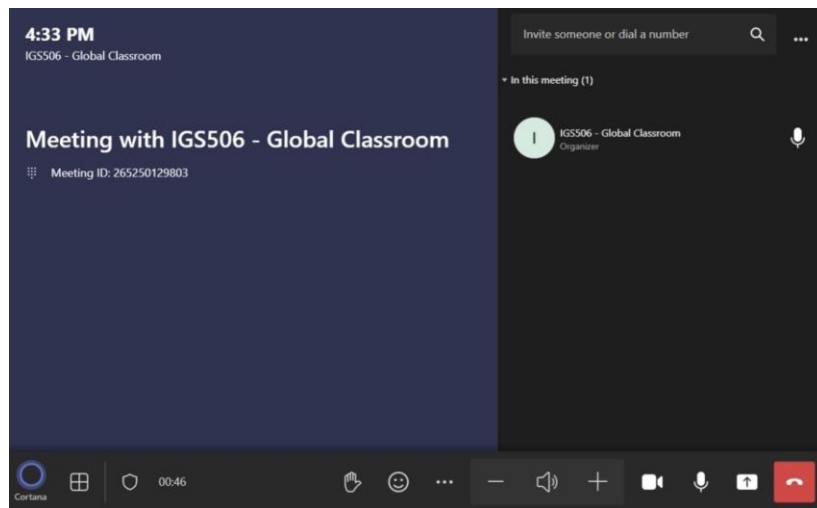 4:33 PM
IGS506 - Global Classroom
Meeting with IGS506 - Global Classroom
Meeting ID: 265250129803
Invite someone or dial a number
In this meeting (1)
I
IGS506 - Global Classroom
Organizer
Cortana
00:46